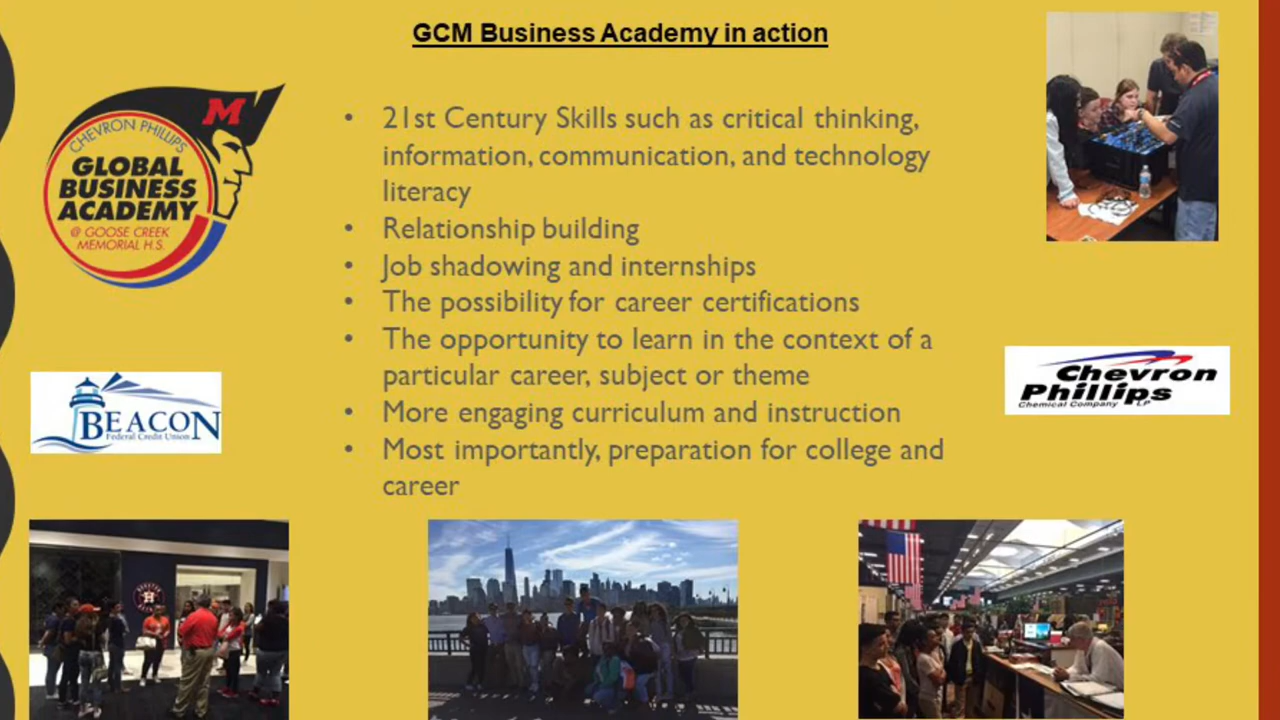 GCM Business Academy in action
M
CHEVRON PHILLIPS
GLOBAL
BUSINESS
ACADEMY
@ GOOSE CREEK
MEMORIAL H.S.
• 21st Century Skills such as critical thinking,
information, communication, and technology
literacy
• Relationship building
• Job shadowing and internships
• The possibility for career certifications
• The opportunity to learn in the context of a
particular career, subject or theme
• More engaging curriculum and instruction
• Most importantly, preparation for college and
career
BEACON
Federal Credit Union
Chevron
Phillips
Chemical Company LP
H